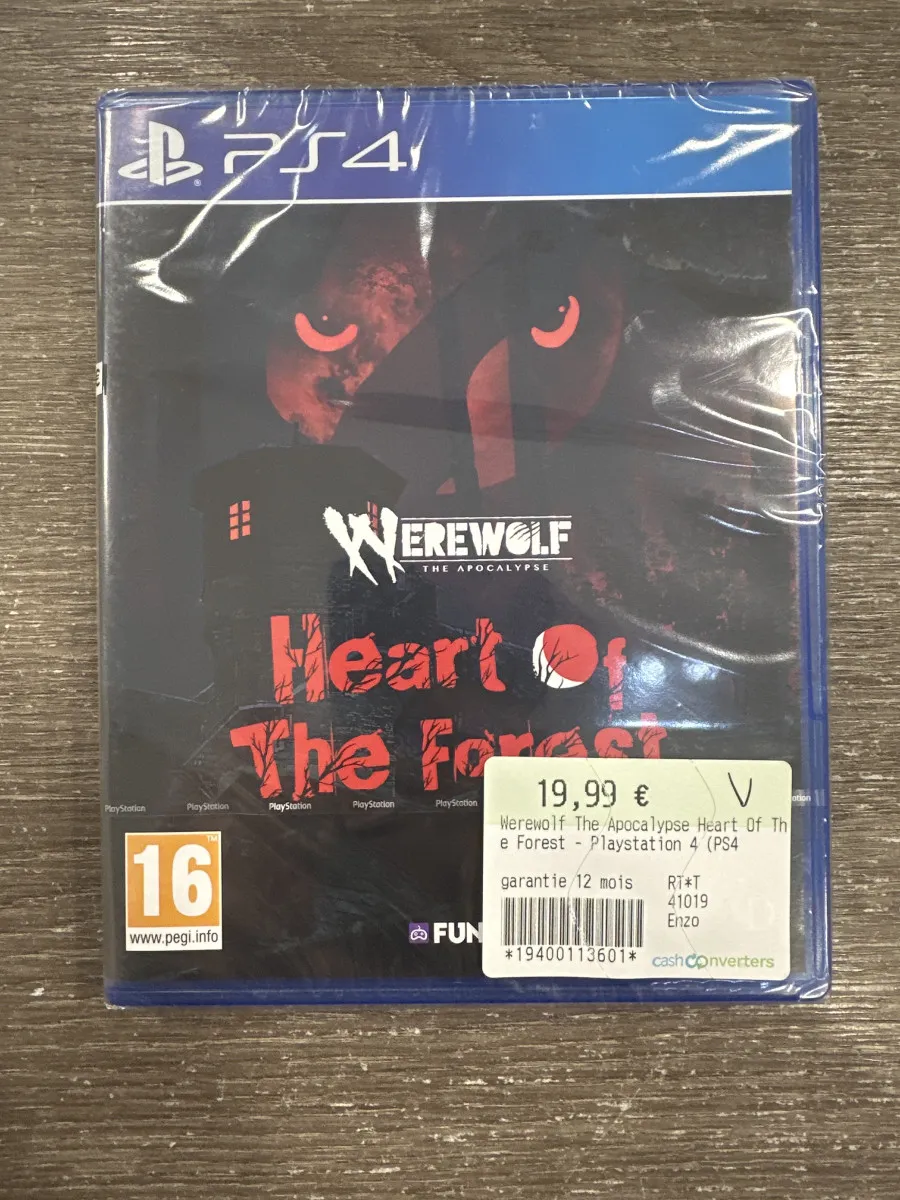 PS4
WEREWOLF
THE APOCALYPSE
Heart Of
The Forest
PlayStation PlayStation PlayStation PlayStation PlayStation
19,99 € V
Werewolf The Apocalypse Heart Of Th
e Forest - Playstation 4 (PS4
garantie 12 mois RT*T
41019
Enzo
*19400113601* cashconverters
16™
www.pegi.info
FUN